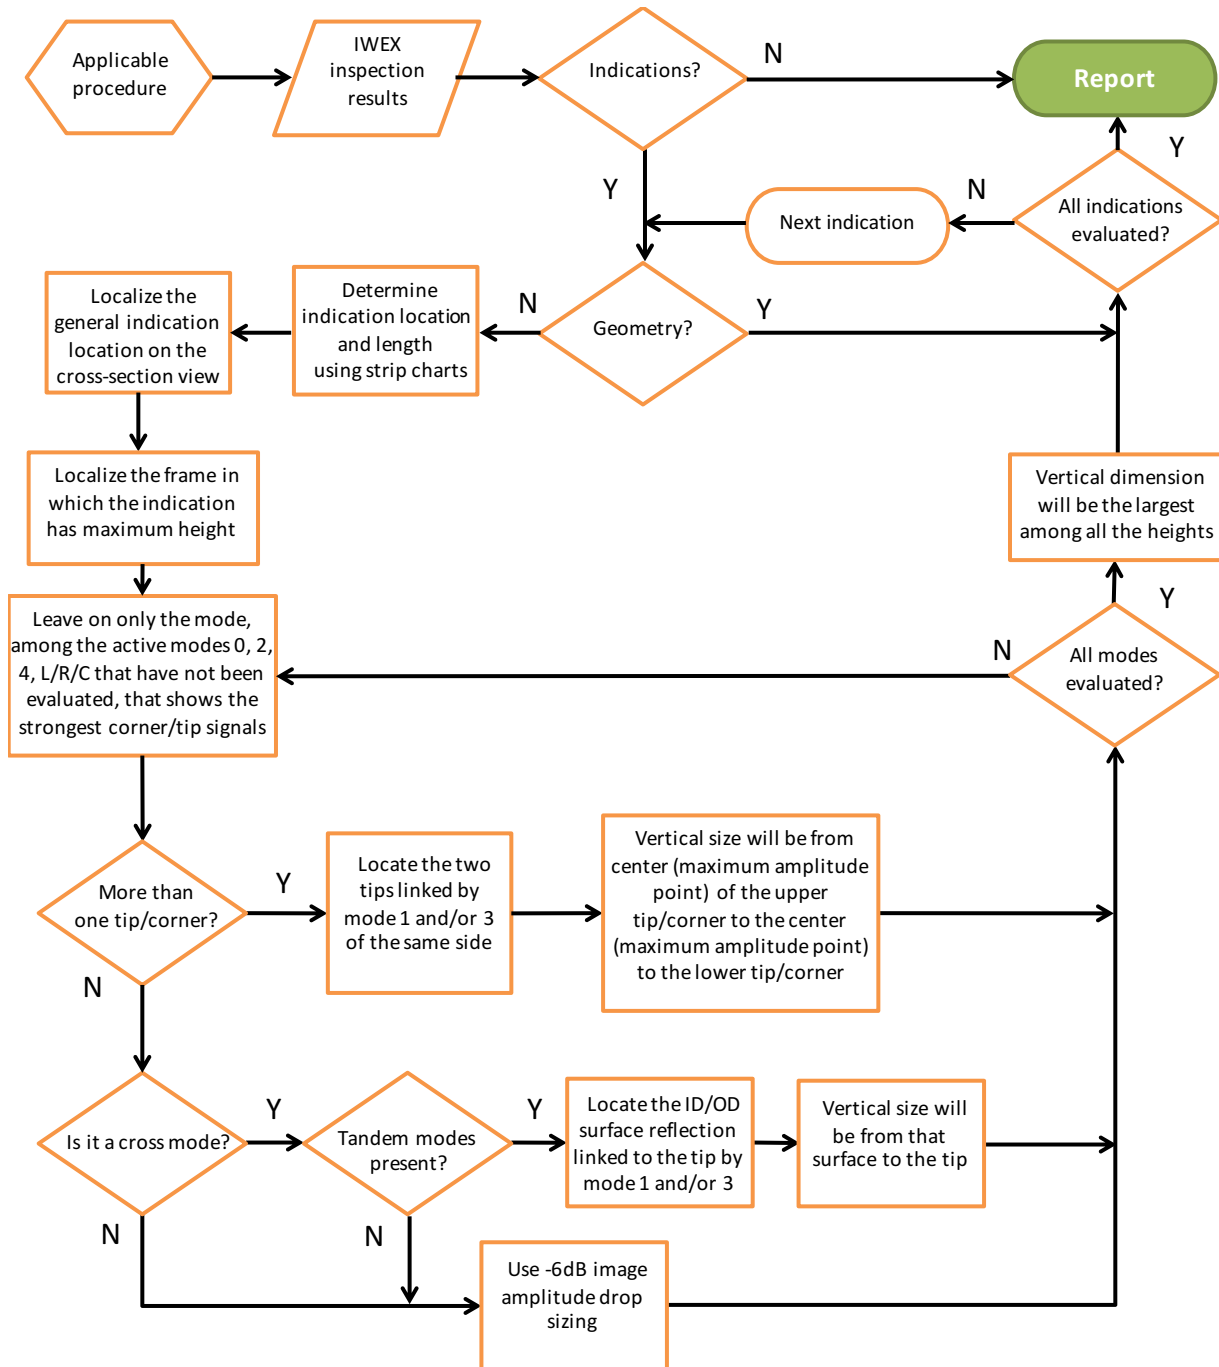 Applicable
procedure
IWEX
inspection
results
Indications?
N
Report
Y
Y
N
Next indication
All indications
evaluated?
Localize the
general indication
location on the
cross-section view
Determine
indication location
and length
using strip charts
N
Geometry?
Y
Localize the frame in
which the indication
has maximum height
Vertical dimension
will be the largest
among all the heights
Y
Leave on only the mode,
among the active modes 0, 2,
4, L/R/C that have not been
evaluated, that shows the
strongest corner/tip signals
N
All modes
evaluated?
More than
one tip/corner?
Y
Locate the two
tips linked by
mode 1 and/or 3
of the same side
Vertical size will be from
center (maximum amplitude
point) of the upper
tip/corner to the center
(maximum amplitude point)
to the lower tip/corner
N
Is it a cross mode?
Y
Tandem modes
present?
Y
Locate the ID/OD
surface reflection
linked to the tip by
mode 1 and/or 3
Vertical size will
be from that
surface to the tip
N
N
Use -6dB image
amplitude drop
sizing